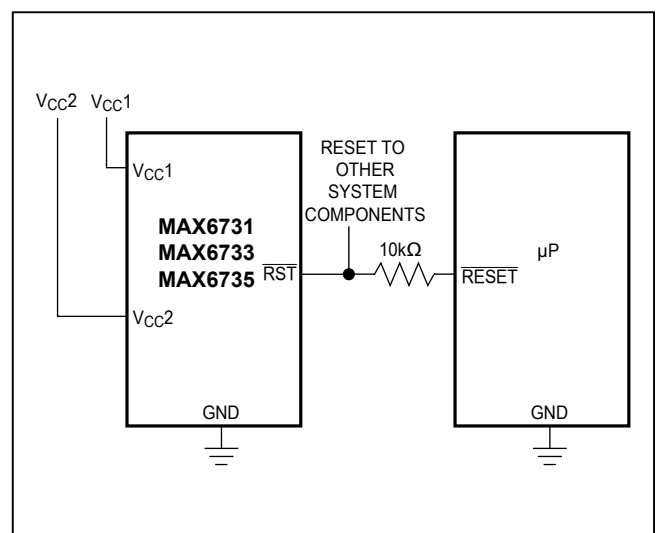 VCC2 VCC1
VCC1
RESET TO
OTHER
SYSTEM
COMPONENTS
MAX6731
MAX6733
MAX6735
RST
10kΩ
RESET
µP
VCC2
GND
GND